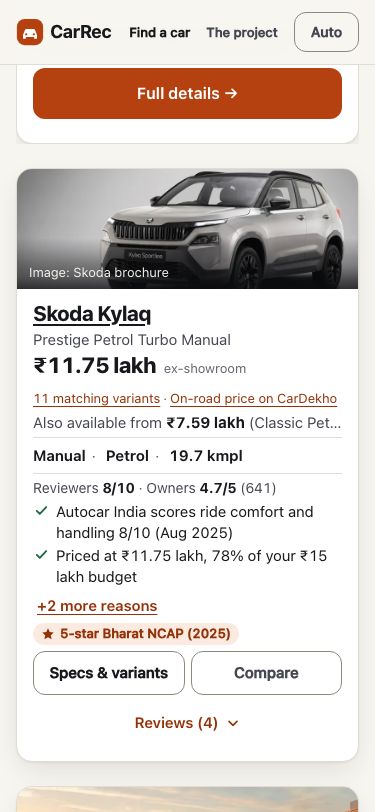 CarRec
Find a car
The project
Auto
Full details →
Kylaq Sportline
Image: Skoda brochure
Skoda Kylaq
Prestige Petrol Turbo Manual
₹11.75 lakh ex-showroom
11 matching variants · On-road price on CarDekho
Also available from ₹7.59 lakh (Classic Pet...
Manual · Petrol · 19.7 kmpl
Reviewers 8/10 · Owners 4.7/5 (641)
Autocar India scores ride comfort and
handling 8/10 (Aug 2025)
Priced at ₹11.75 lakh, 78% of your ₹15
lakh budget
+2 more reasons
★ 5-star Bharat NCAP (2025)
Specs & variants
Compare
Reviews (4)